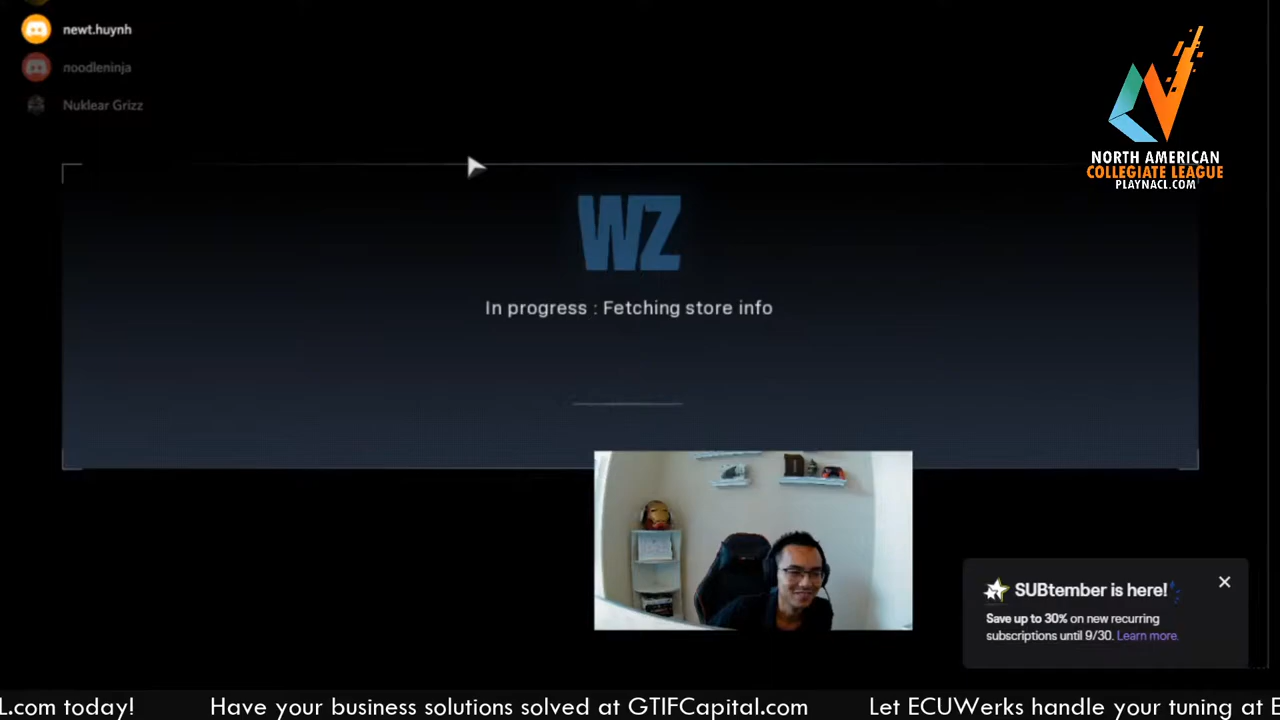 newt.huynh
noodleninja
Nuklear Grizz
NORTH AMERICAN
COLLEGIATE LEAGUE
PLAYNACL.COM
WZ
In progress : Fetching store info
SUBtember is here!
Save up to 30% on new recurring
subscriptions until 9/30. Learn more.
L.com today! Have your business solutions solved at GTIFCapital.com Let ECUWerks handle your tuning at E